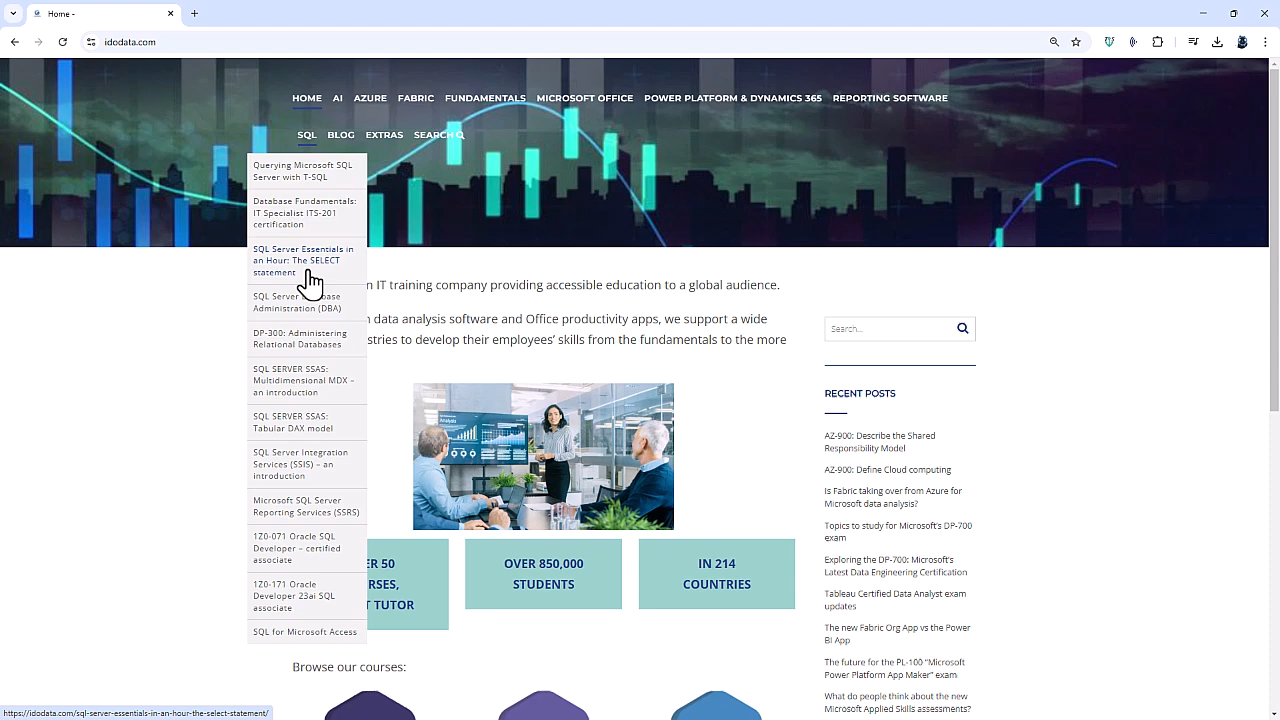 Home -
idodata.com
HOME AI AZURE FABRIC FUNDAMENTALS MICROSOFT OFFICE POWER PLATFORM & DYNAMICS 365 REPORTING SOFTWARE
SQL BLOG EXTRAS SEARCH
Querying Microsoft SQL
Server with T-SQL
Database Fundamentals:
IT Specialist ITS-201
certification
SQL Server Essentials in
an Hour: The SELECT
statement
SQL Server
Administration (DBA)
DP-300: Administering
Relational Databases
SQL SERVER SSAS:
Multidimensional MDX –
an introduction
SQL SERVER SSAS:
Tabular DAX model
SQL Server Integration
Services (SSIS) – an
introduction
Microsoft SQL Server
Reporting Services (SSRS)
1Z0-071 Oracle SQL
Developer – certified
associate
1Z0-171 Oracle
Developer 23ai SQL
associate
SQL for Microsoft Access
n IT training company providing accessible education to a global audience.
data analysis software and Office productivity apps, we support a wide
stries to develop their employees' skills from the fundamentals to the more
Analysis
ER 50
RSES,
T TUTOR
OVER 850,000
STUDENTS
IN 214
COUNTRIES
Browse our courses:
Search...
RECENT POSTS
AZ-900: Describe the Shared
Responsibility Model
AZ-900: Define Cloud computing
Is Fabric taking over from Azure for
Microsoft data analysis?
Topics to study for Microsoft's DP-700
exam
Exploring the DP-700: Microsoft's
Latest Data Engineering Certification
Tableau Certified Data Analyst exam
updates
The new Fabric Org App vs the Power
BI App
The future for the PL-100 "Microsoft
Power Platform App Maker" exam
What do people think about the new
Microsoft Applied Skills assessments?
https://idodata.com/sql-server-essentials-in-an-hour-the-select-statement/